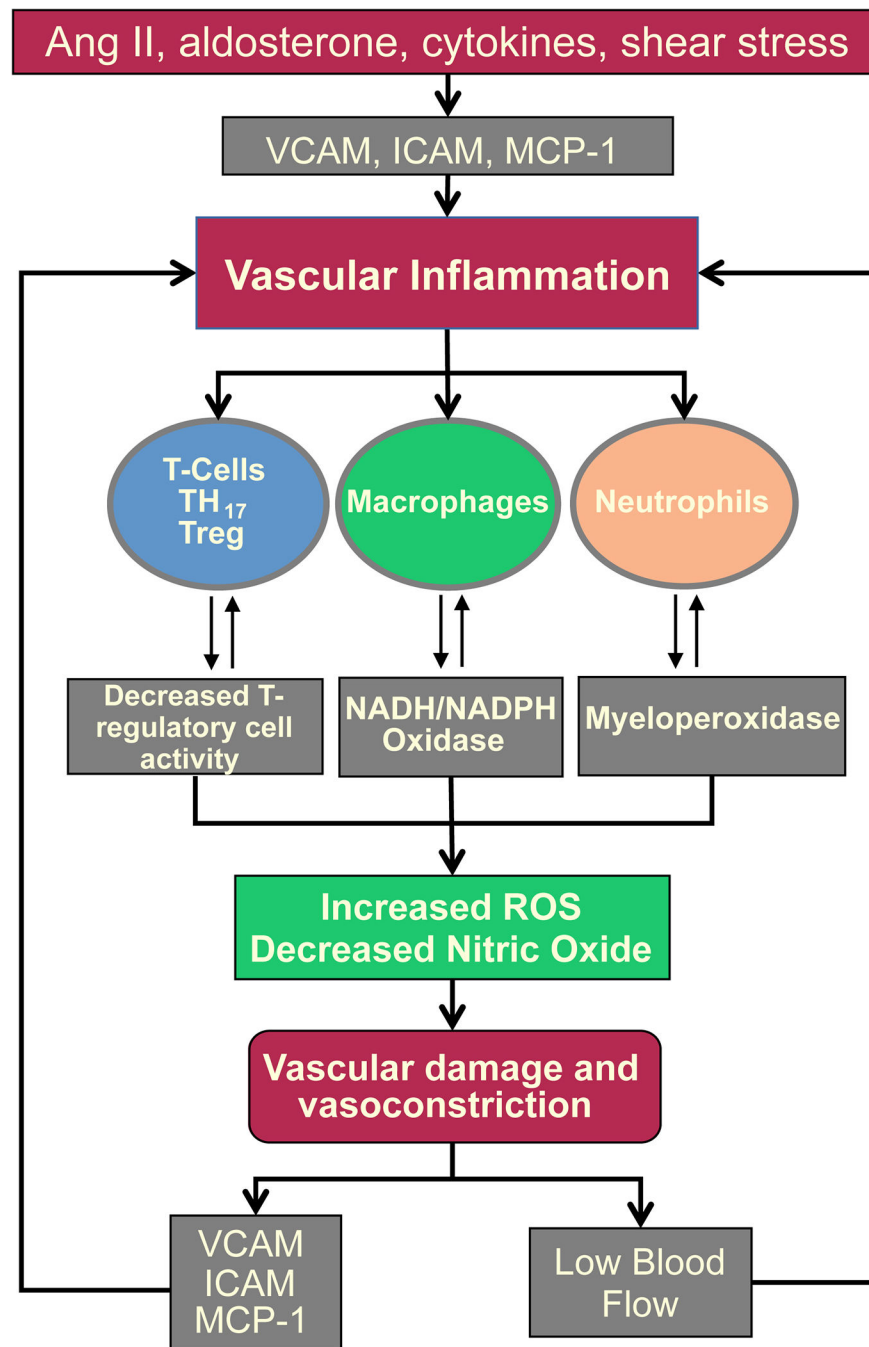 Ang II, aldosterone, cytokines, shear stress
VCAM, ICAM, MCP-1
Vascular Inflammation
T-Cells
TH17
Treg
Macrophages
Neutrophils
Decreased T-
regulatory cell
activity
NADH/NADPH
Oxidase
Myeloperoxidase
Increased ROS
Decreased Nitric Oxide
Vascular damage and
vasoconstriction
VCAM
ICAM
MCP-1
Low Blood
Flow